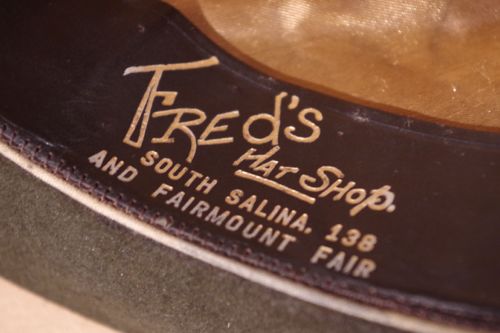 FRed's
HAT SHOP.
SOUTH SALINA, 138
AND FAIRMOUNT FAIR